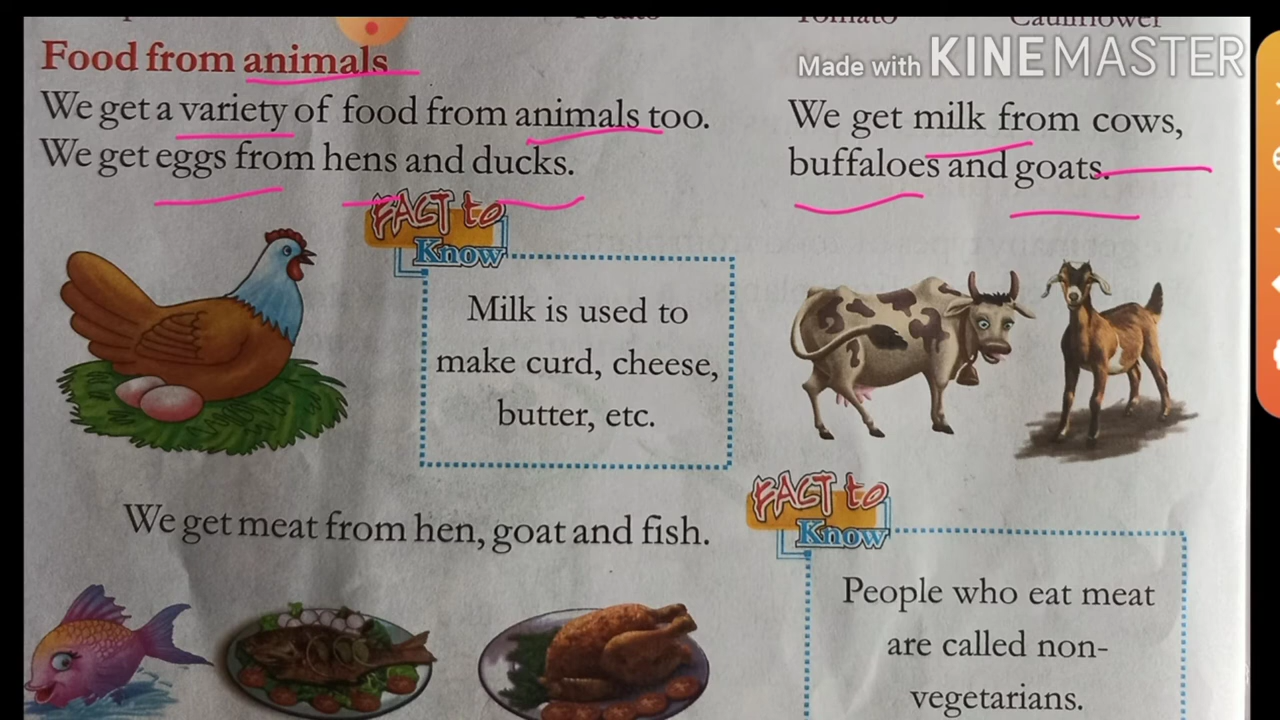 Tomato Cauliflower
Made with KINEMASTER
Food from animals
We get a variety of food from animals too.
We get eggs from hens and ducks.
We get milk from cows,
buffaloes and goats.
FACT to
Know
Milk is used to
make curd, cheese,
butter, etc.
We get meat from hen, goat and fish.
FACT to
Know
People who eat meat
are called non-
vegetarians.